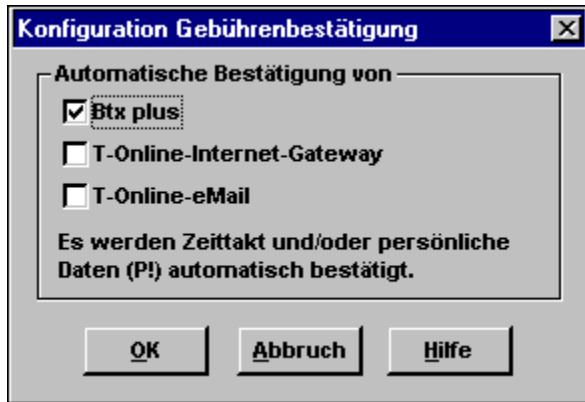 Konfiguration Gebührenbestätigung
Automatische Bestätigung von
Btx plus
T-Online-Internet-Gateway
T-Online-eMail
Es werden Zeittakt und/oder persönliche
Daten (P!) automatisch bestätigt.
OK Abbruch Hilfe